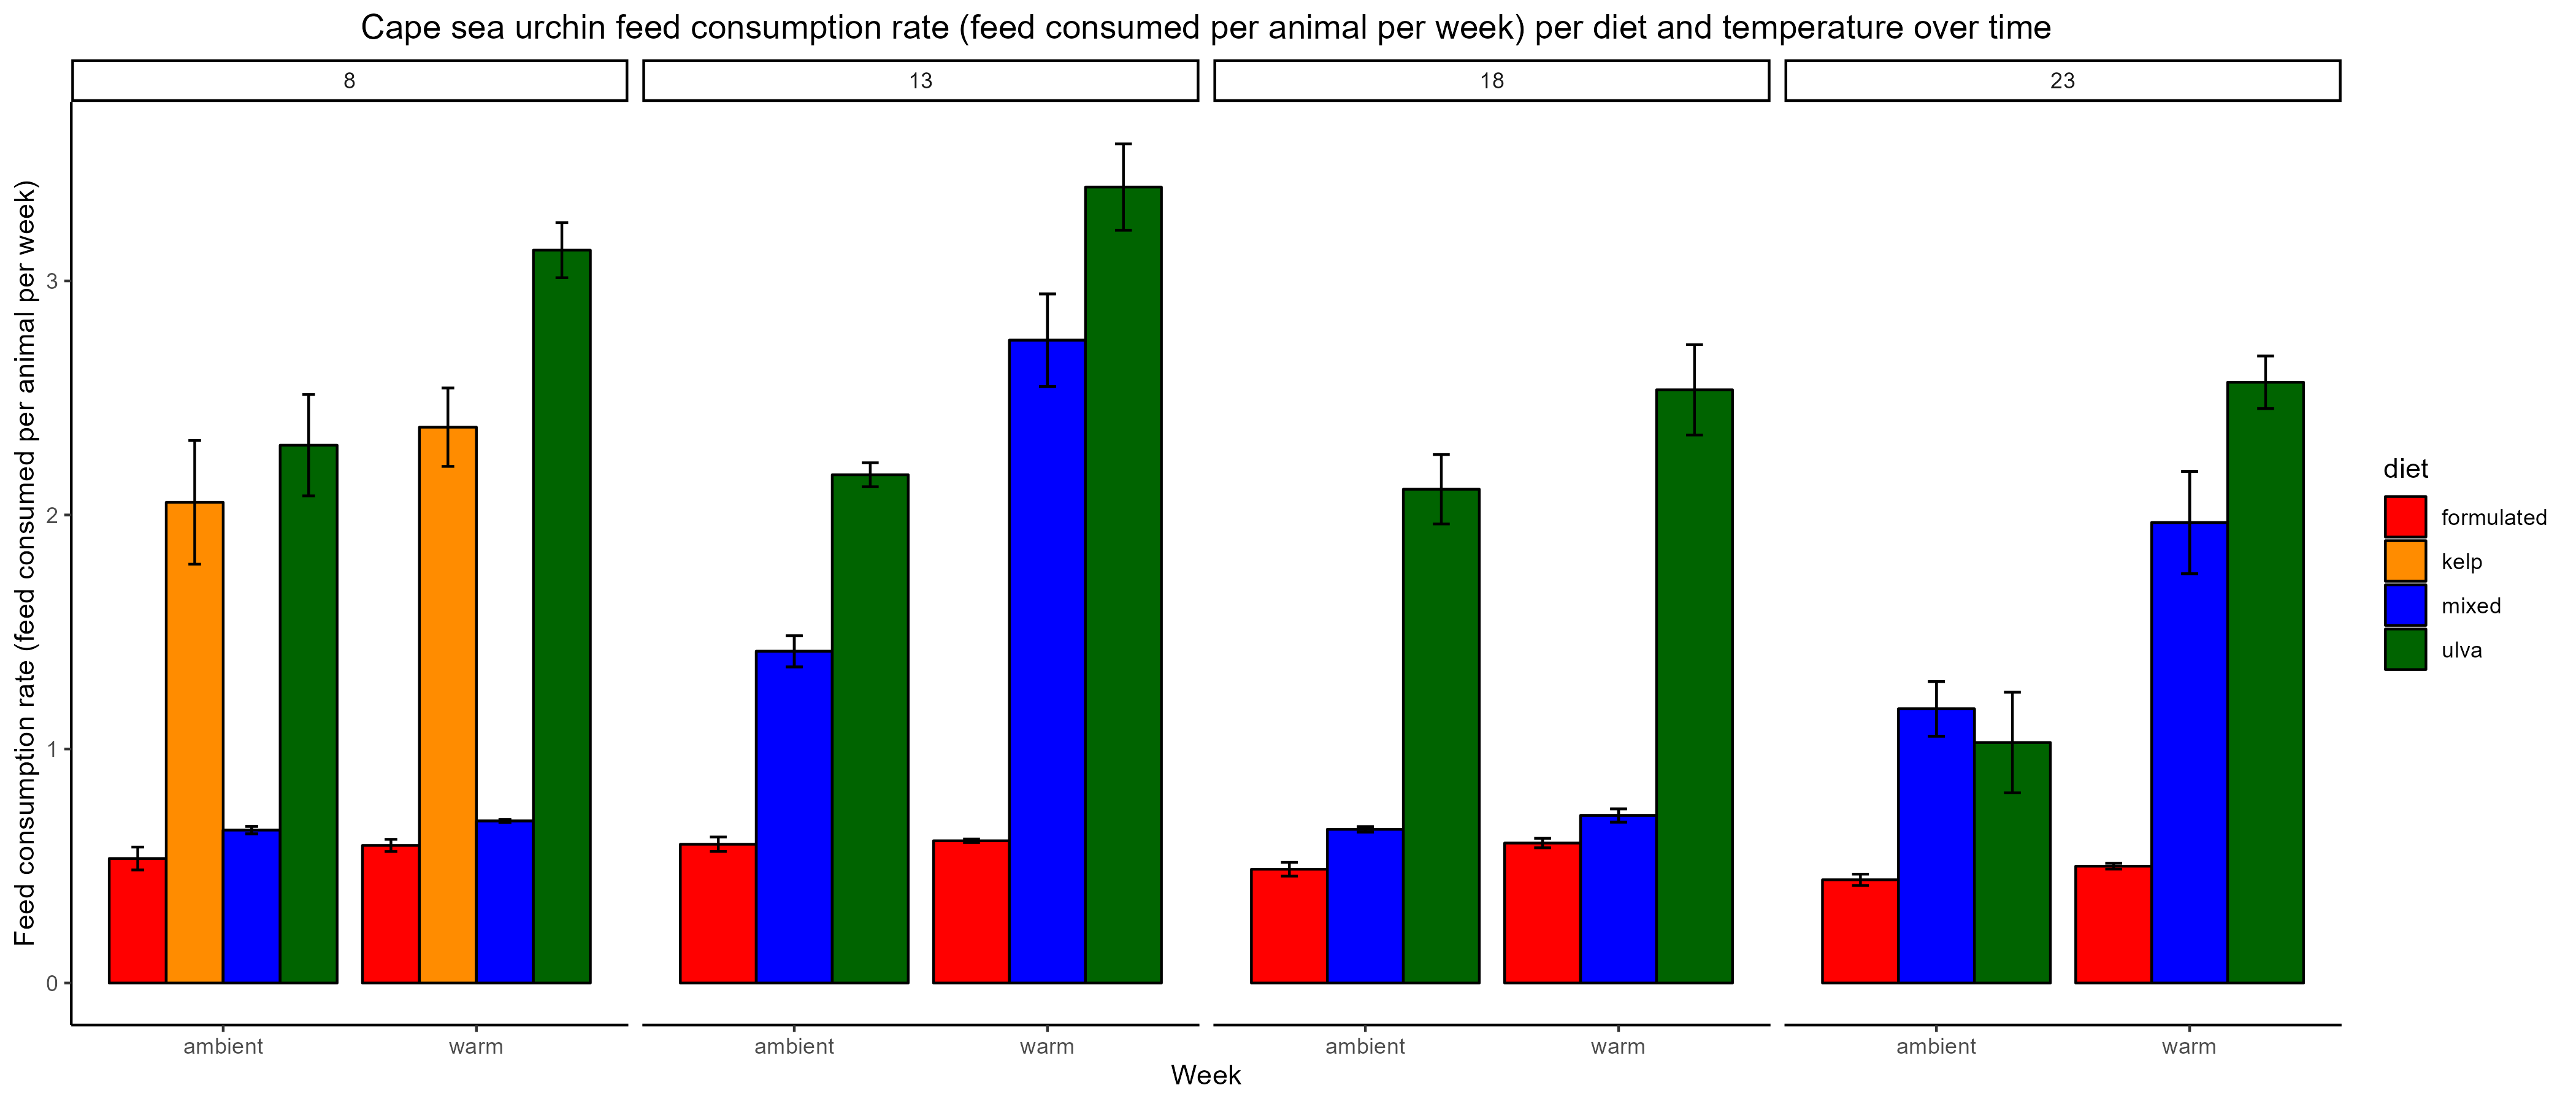 Cape sea urchin feed consumption rate (feed consumed per animal per week) per diet and temperature over time
8
13
18
23
Feed consumption rate (feed consumed per animal per week)
3
2
1
0
ambient
warm
ambient
warm
ambient
warm
ambient
warm
Week
diet
formulated
kelp
mixed
ulva